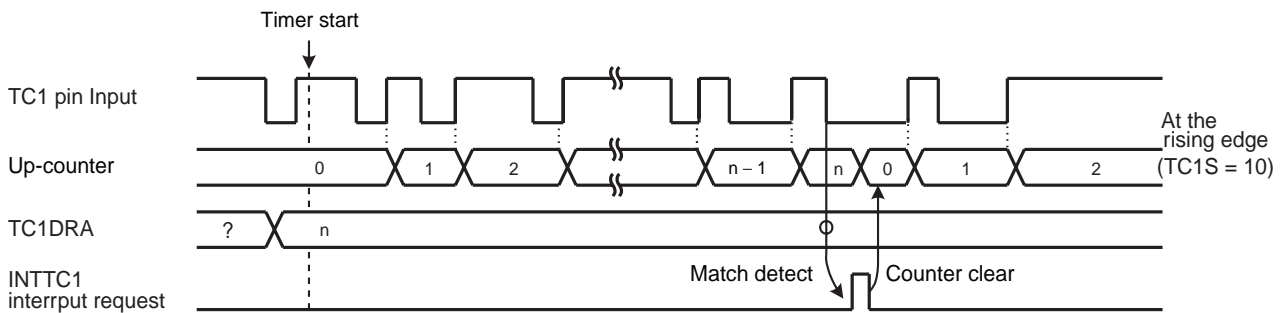 Timer start
TC1 pin Input
At the
rising edge
(TC1S = 10)
Up-counter
0 1 2 n – 1 n 0 1 2
TC1DRA
? n
Match detect Counter clear
INTTC1
interrput request